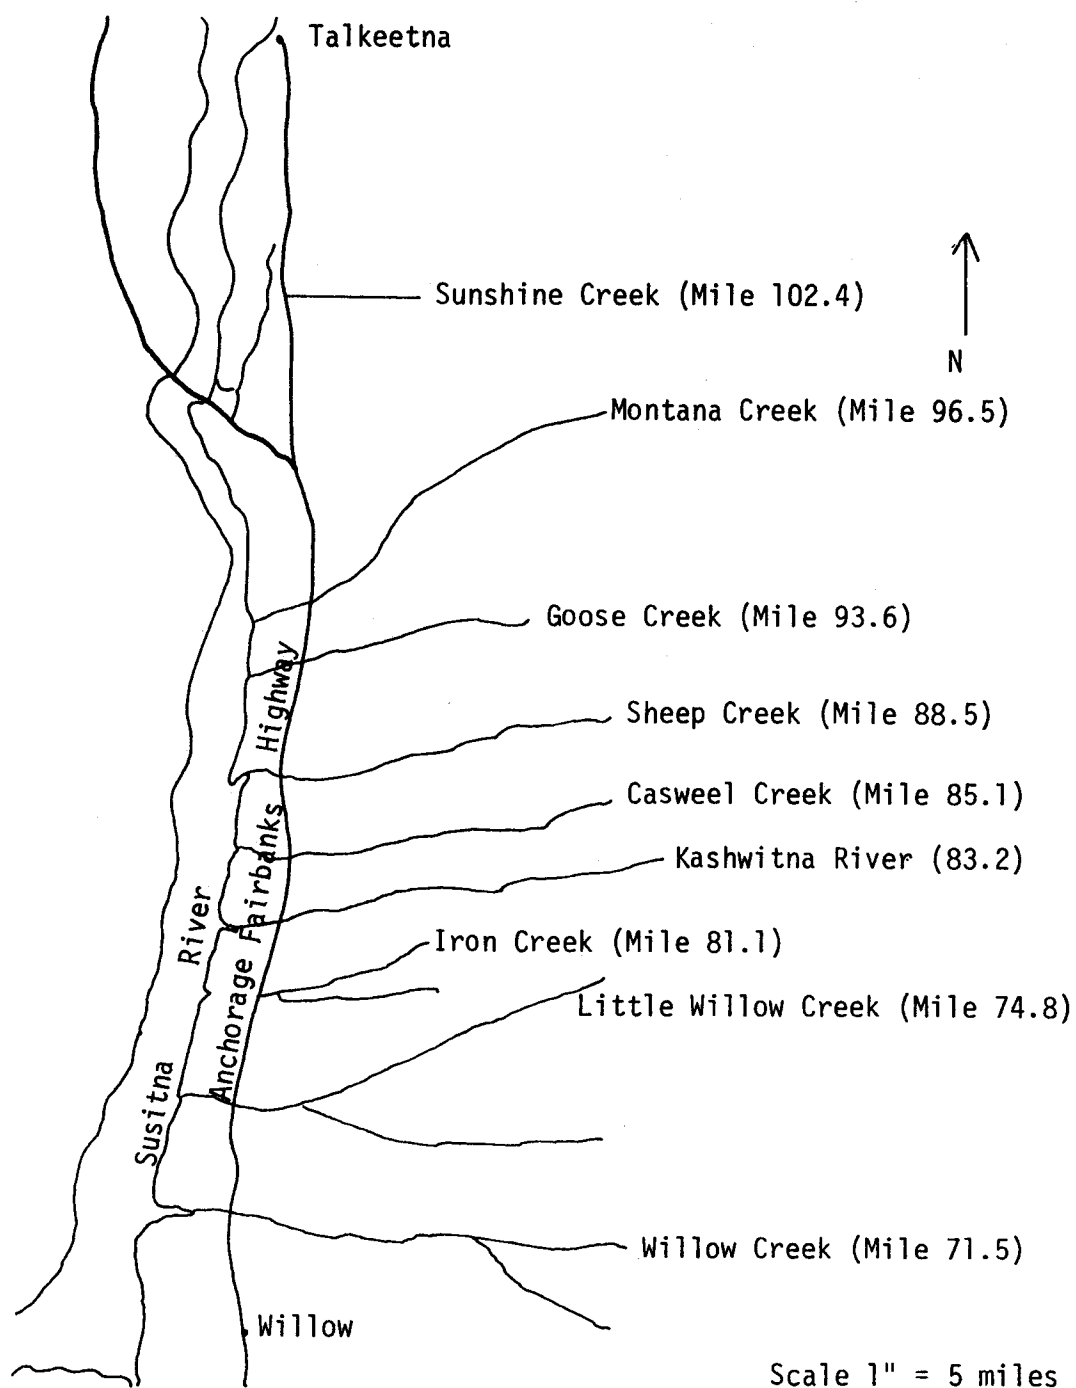 Talkeetna
Sunshine Creek (Mile 102.4)
N
Montana Creek (Mile 96.5)
Goose Creek (Mile 93.6)
Highway
Sheep Creek (Mile 88.5)
Casweel Creek (Mile 85.1)
Fairbanks
Kashwitna River (83.2)
River
Iron Creek (Mile 81.1)
Anchorage
Little Willow Creek (Mile 74.8)
Susitna
Willow Creek (Mile 71.5)
Willow
Scale 1" = 5 miles